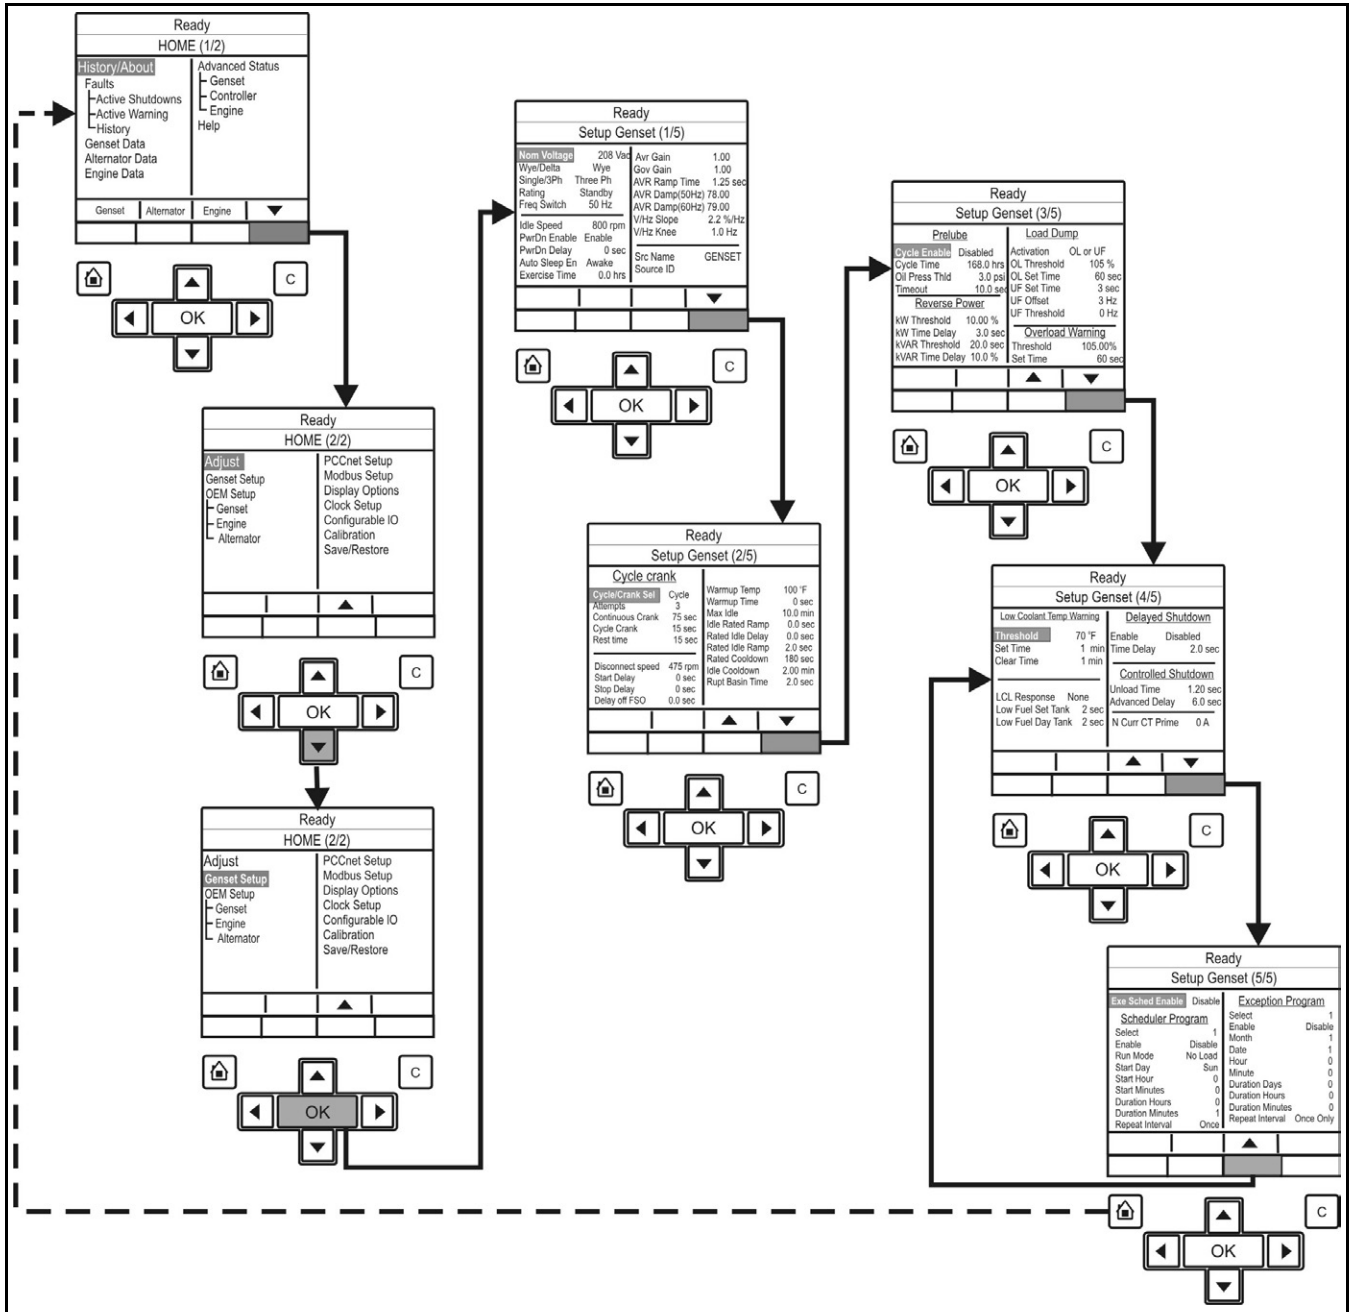 Ready
HOME (1/2)
History/About
Faults
Active Shutdowns
Active Warning
History
Genset Data
Alternator Data
Engine Data
Advanced Status
Genset
Controller
Engine
Help
Genset Alternator Engine
C
OK
Ready
HOME (2/2)
Adjust
Genset Setup
OEM Setup
Genset
Engine
Alternator
PCCnet Setup
Modbus Setup
Display Options
Clock Setup
Configurable IO
Calibration
Save/Restore
C
OK
Ready
HOME (2/2)
Adjust
Genset Setup
OEM Setup
Genset
Engine
Alternator
PCCnet Setup
Modbus Setup
Display Options
Clock Setup
Configurable IO
Calibration
Save/Restore
C
OK
Ready
Setup Genset (1/5)
Nom Voltage 208 Vac
Wye/Delta Wye
Single/3Ph Three Ph
Rating Standby
Freq Switch 50 Hz
Idle Speed 800 rpm
PwrDn Enable Enable
PwrDn Delay 0 sec
Auto Sleep En Awake
Exercise Time 0.0 hrs
Avr Gain 1.00
Gov Gain 1.00
AVR Ramp Time 1.25 sec
AVR Damp(50Hz) 78.00
AVR Damp(60Hz) 79.00
V/Hz Slope 2.2 %/Hz
V/Hz Knee 1.0 Hz
Src Name GENSET
Source ID
C
OK
Ready
Setup Genset (2/5)
Cycle crank
Cycle/Crank Sel Cycle
Attempts 3
Continuous Crank 75 sec
Cycle Crank 15 sec
Rest time 15 sec
Disconnect speed 475 rpm
Start Delay 0 sec
Stop Delay 0 sec
Delay off FSO 0.0 sec
Warmup Temp 100 °F
Warmup Time 0 sec
Max Idle 10.0 min
Idle Rated Ramp 0.0 sec
Rated Idle Delay 0.0 sec
Rated Idle Ramp 2.0 sec
Rated Cooldown 180 sec
Idle Cooldown 2.00 min
Rupt Basin Time 2.0 sec
C
OK
Ready
Setup Genset (3/5)
Prelube
Cycle Enable Disabled
Cycle Time 168.0 hrs
Oil Press Thld 3.0 psi
Timeout 10.0 sec
Reverse Power
kW Threshold 10.00 %
kW Time Delay 3.0 sec
kVAR Threshold 20.0 sec
kVAR Time Delay 10.0 %
Load Dump
Activation OL or UF
OL Threshold 105 %
OL Set Time 60 sec
UF Set Time 3 sec
UF Offset 3 Hz
UF Threshold 0 Hz
Overload Warning
Threshold 105.00%
Set Time 60 sec
C
OK
Ready
Setup Genset (4/5)
Low Coolant Temp Warning
Threshold 70 °F
Set Time 1 min
Clear Time 1 min
LCL Response None
Low Fuel Set Tank 2 sec
Low Fuel Day Tank 2 sec
Delayed Shutdown
Enable Disabled
Time Delay 2.0 sec
Controlled Shutdown
Unload Time 1.20 sec
Advanced Delay 6.0 sec
N Curr CT Prime 0 A
C
OK
Ready
Setup Genset (5/5)
Exe Sched Enable Disable
Scheduler Program
Select 1
Enable Disable
Run Mode No Load
Start Day Sun
Start Hour 0
Start Minutes 0
Duration Hours 0
Duration Minutes 1
Repeat Interval Once
Exception Program
Select 1
Enable Disable
Month 1
Date 1
Hour 0
Minute 0
Duration Days 0
Duration Hours 0
Duration Minutes 0
Repeat Interval Once Only
C
OK